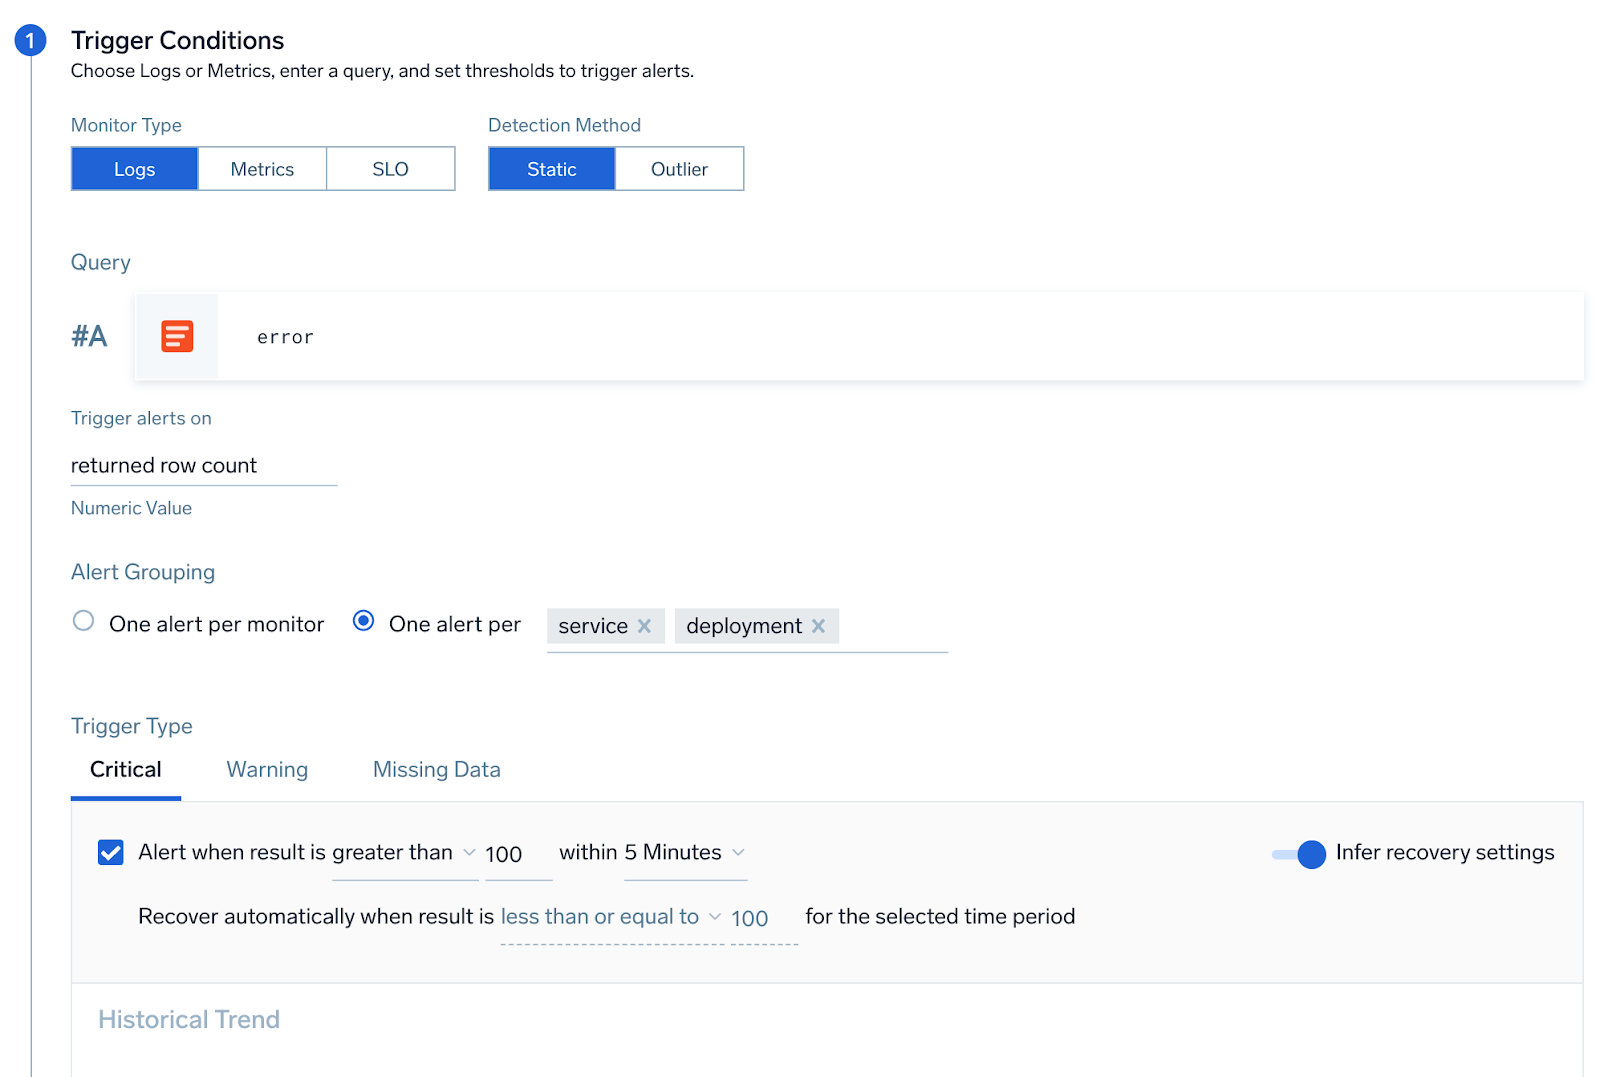 1
Trigger Conditions
Choose Logs or Metrics, enter a query, and set thresholds to trigger alerts.
Monitor Type Detection Method
Logs Metrics SLO Static Outlier
Query
#A error
Trigger alerts on
returned row count
Numeric Value
Alert Grouping
One alert per monitor One alert per service deployment
Trigger Type
Critical Warning Missing Data
Alert when result is greater than 100 within 5 Minutes Infer recovery settings
Recover automatically when result is less than or equal to 100 for the selected time period
Historical Trend